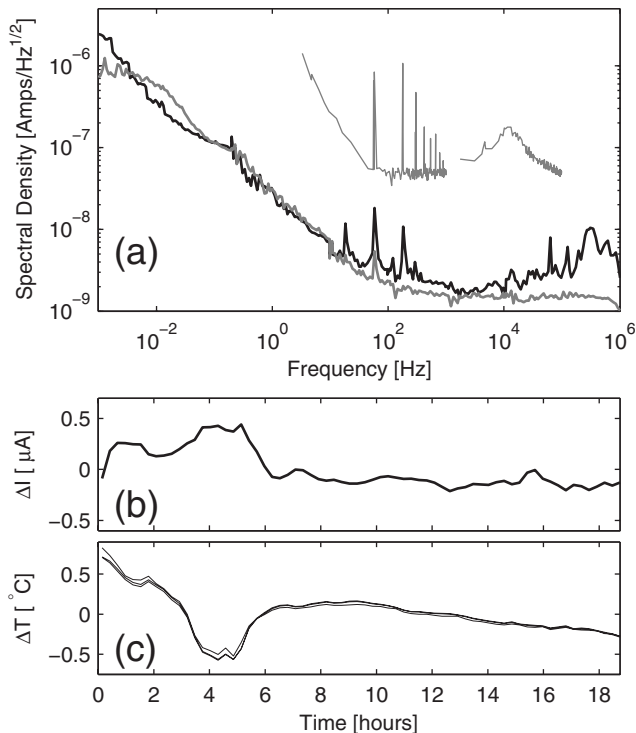 Spectral Density [Amps/Hz^{1/2}]
10^{-6}
10^{-7}
10^{-8}
10^{-9}
(a)
10^{-2} 10^{0} 10^{2} 10^{4} 10^{6}
Frequency [Hz]
ΔI [ μA]
0.5
0
−0.5
(b)
ΔT [ °C]
0.5
0
−0.5
(c)
0 2 4 6 8 10 12 14 16 18
Time [hours]